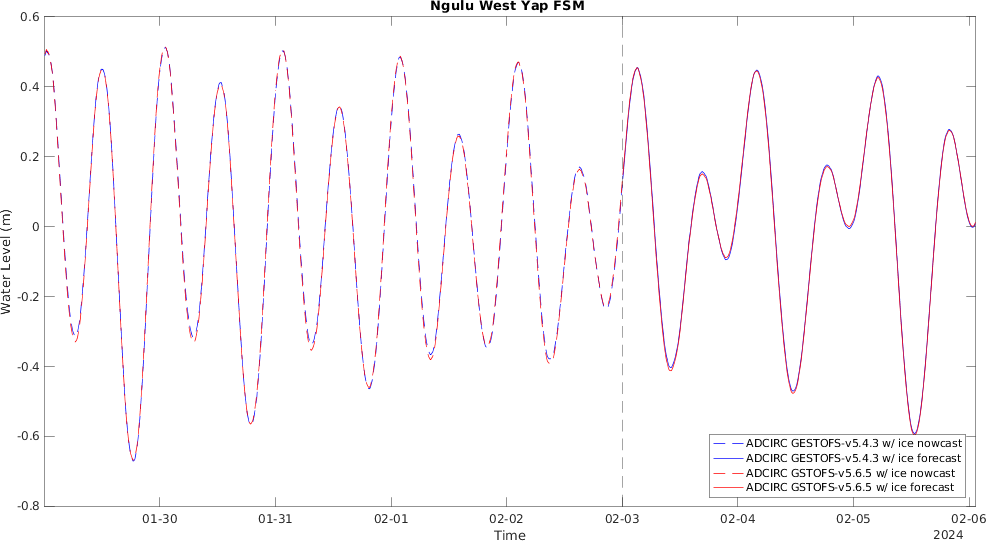 Ngulu West Yap FSM
0.6
0.4
0.2
0
-0.2
-0.4
-0.6
-0.8
Water Level (m)
ADCIRC GESTOFS-v5.4.3 w/ ice nowcast
ADCIRC GESTOFS-v5.4.3 w/ ice forecast
ADCIRC GSTOFS-v5.6.5 w/ ice nowcast
ADCIRC GSTOFS-v5.6.5 w/ ice forecast
01-30 01-31 02-01 02-02 02-03 02-04 02-05 02-06
Time
2024